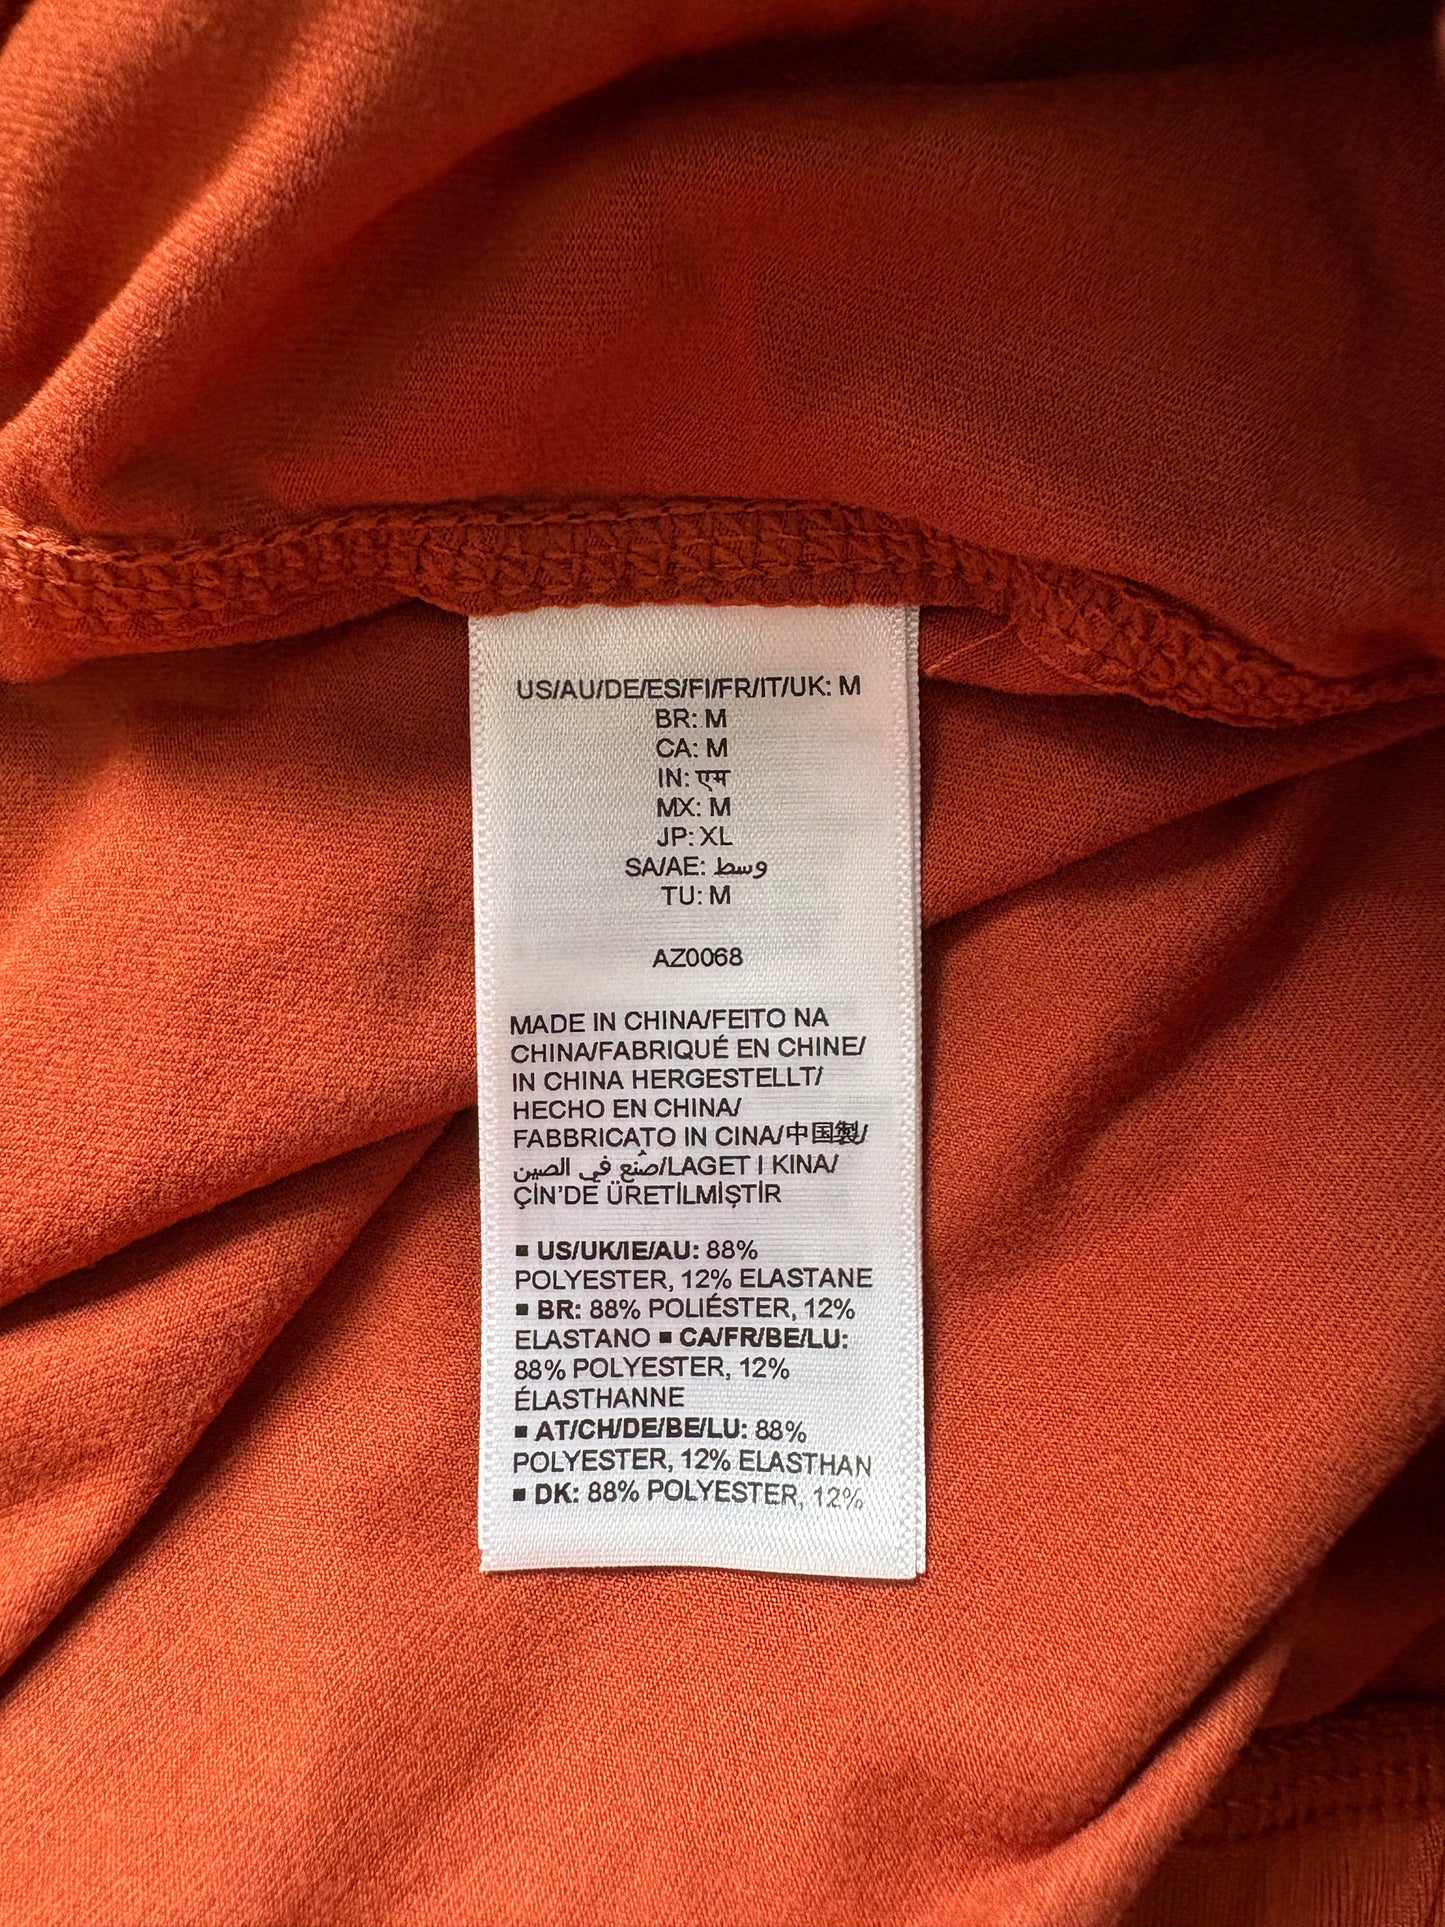 US/AU/DE/ES/FI/FR/IT/UK: M
BR: M
CA: M
IN: एम
MX: M
JP: XL
SA/AE: وسط
TU: M
AZ0068
MADE IN CHINA/FEITO NA
CHINA/FABRIQUÉ EN CHINE/
IN CHINA HERGESTELLT/
HECHO EN CHINA/
FABBRICATO IN CINA/中国製/
صُنع في الصين/LAGET I KINA/
ÇİN'DE ÜRETİLMİŞTİR
▪ US/UK/IE/AU: 88%
POLYESTER, 12% ELASTANE
▪ BR: 88% POLIÉSTER, 12%
ELASTANO ▪ CA/FR/BE/LU:
88% POLYESTER, 12%
ÉLASTHANNE
▪ AT/CH/DE/BE/LU: 88%
POLYESTER, 12% ELASTHAN
▪ DK: 88% POLYESTER, 12%